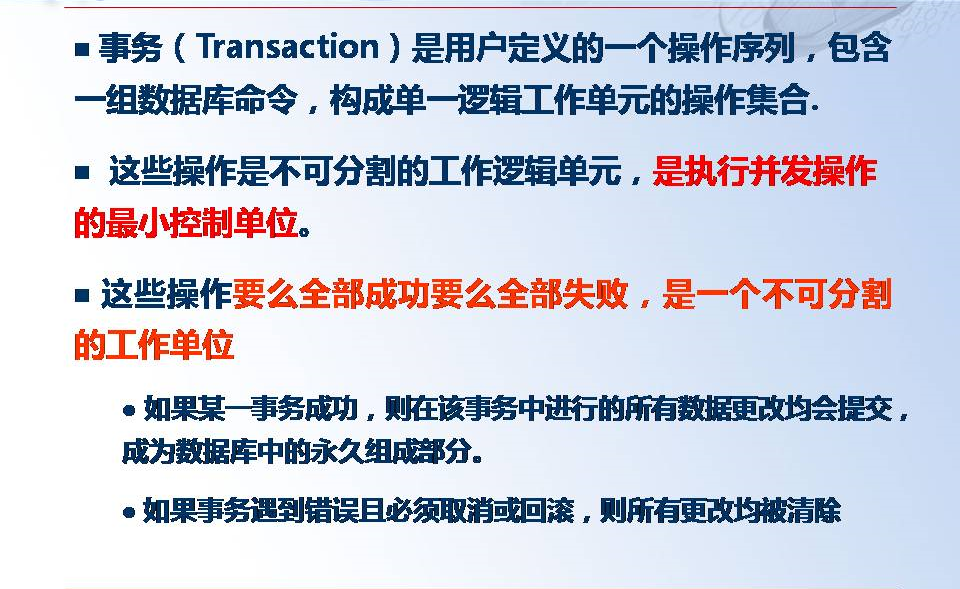 ■ 事务（Transaction）是用户定义的一个操作序列，包含
一组数据库命令，构成单一逻辑工作单元的操作集合.
■ 这些操作是不可分割的工作逻辑单元，是执行并发操作
的最小控制单位。
■ 这些操作要么全部成功要么全部失败，是一个不可分割
的工作单位
● 如果某一事务成功，则在该事务中进行的所有数据更改均会提交，
成为数据库中的永久组成部分。
● 如果事务遇到错误且必须取消或回滚，则所有更改均被清除